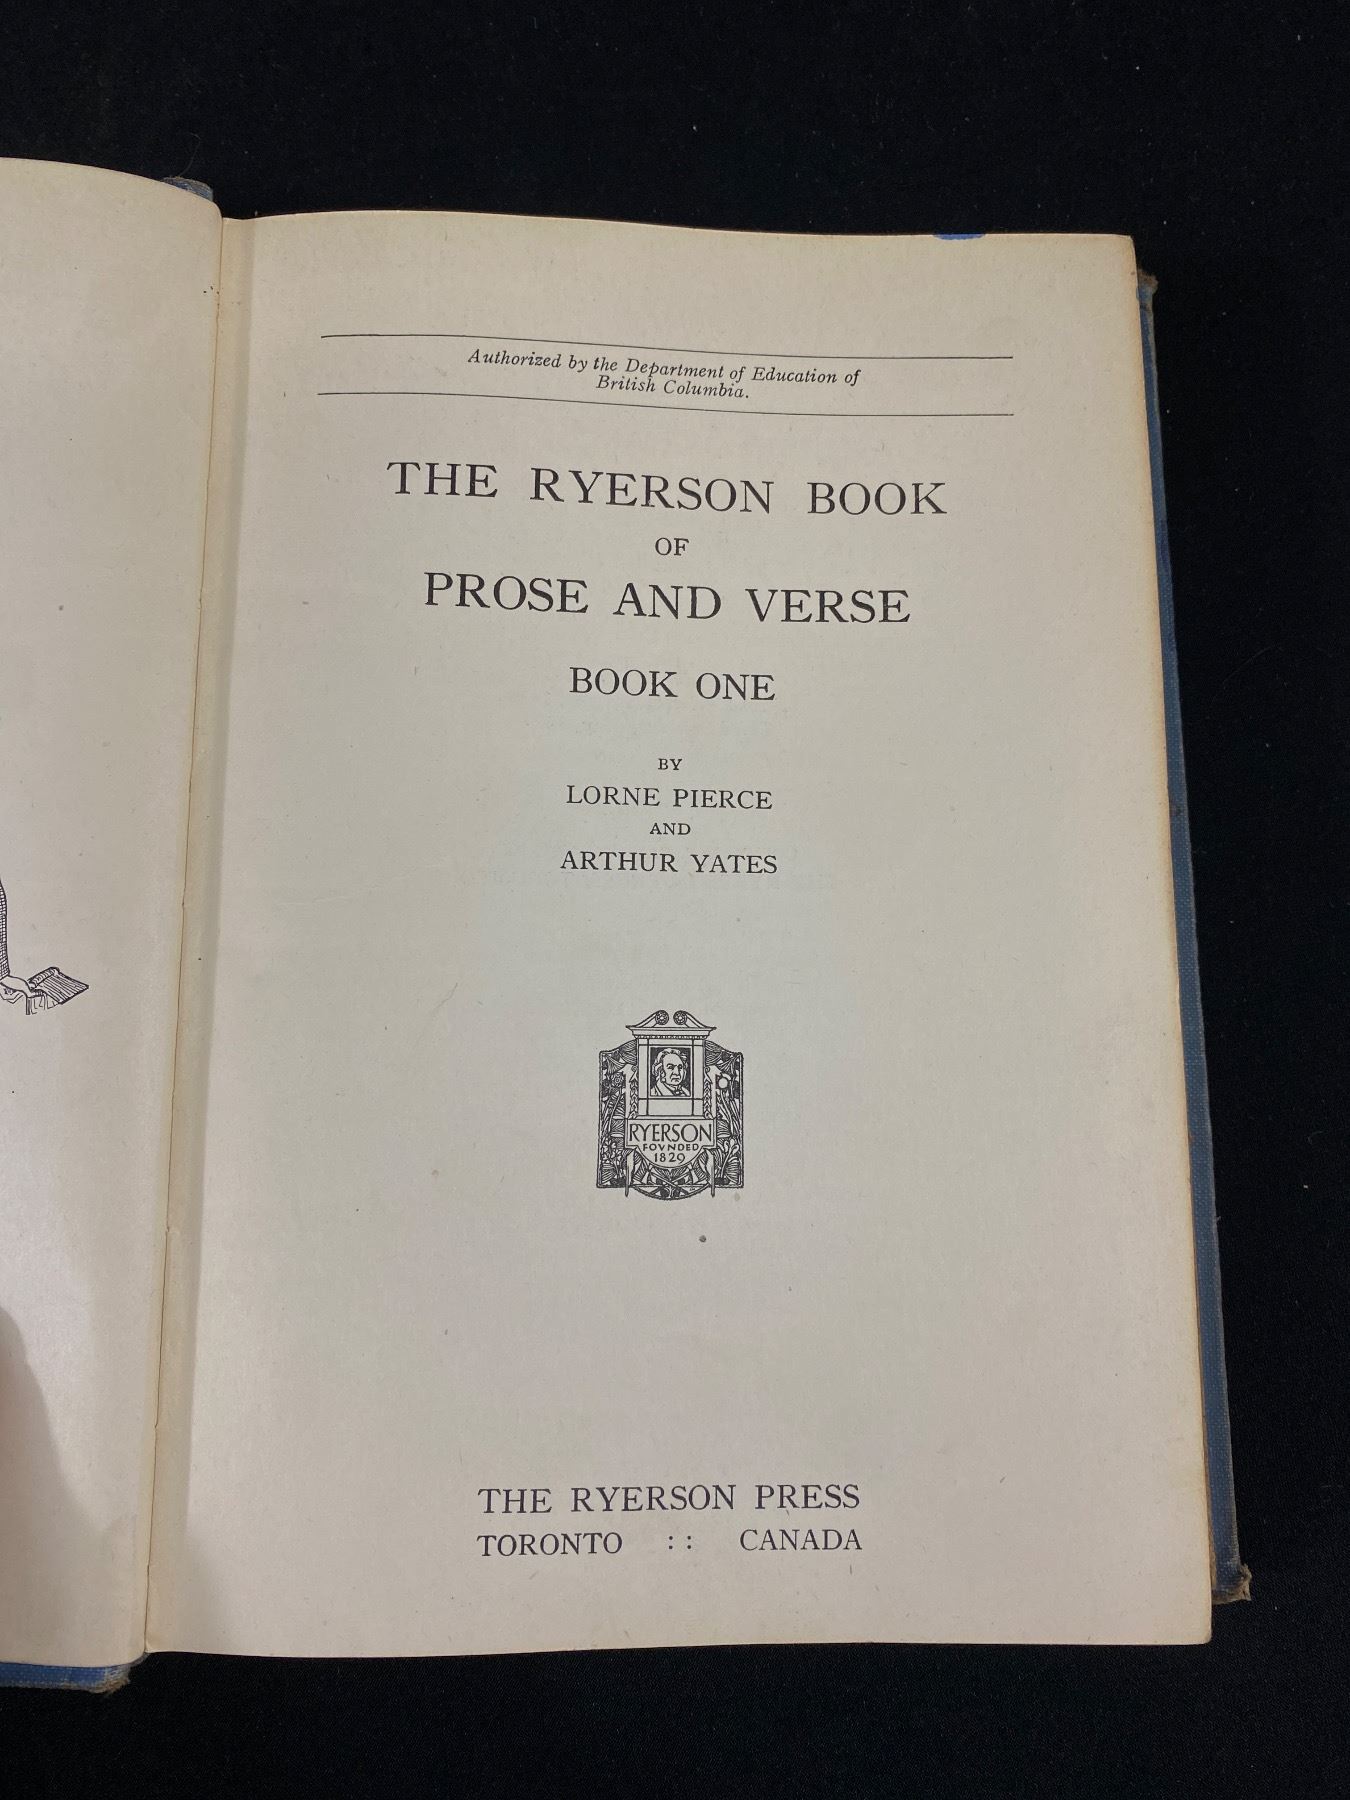 Authorized by the Department of Education of
British Columbia.
THE RYERSON BOOK
OF
PROSE AND VERSE
BOOK ONE
BY
LORNE PIERCE
AND
ARTHUR YATES
RYERSON
FOVNDED
1829
THE RYERSON PRESS
TORONTO :: CANADA